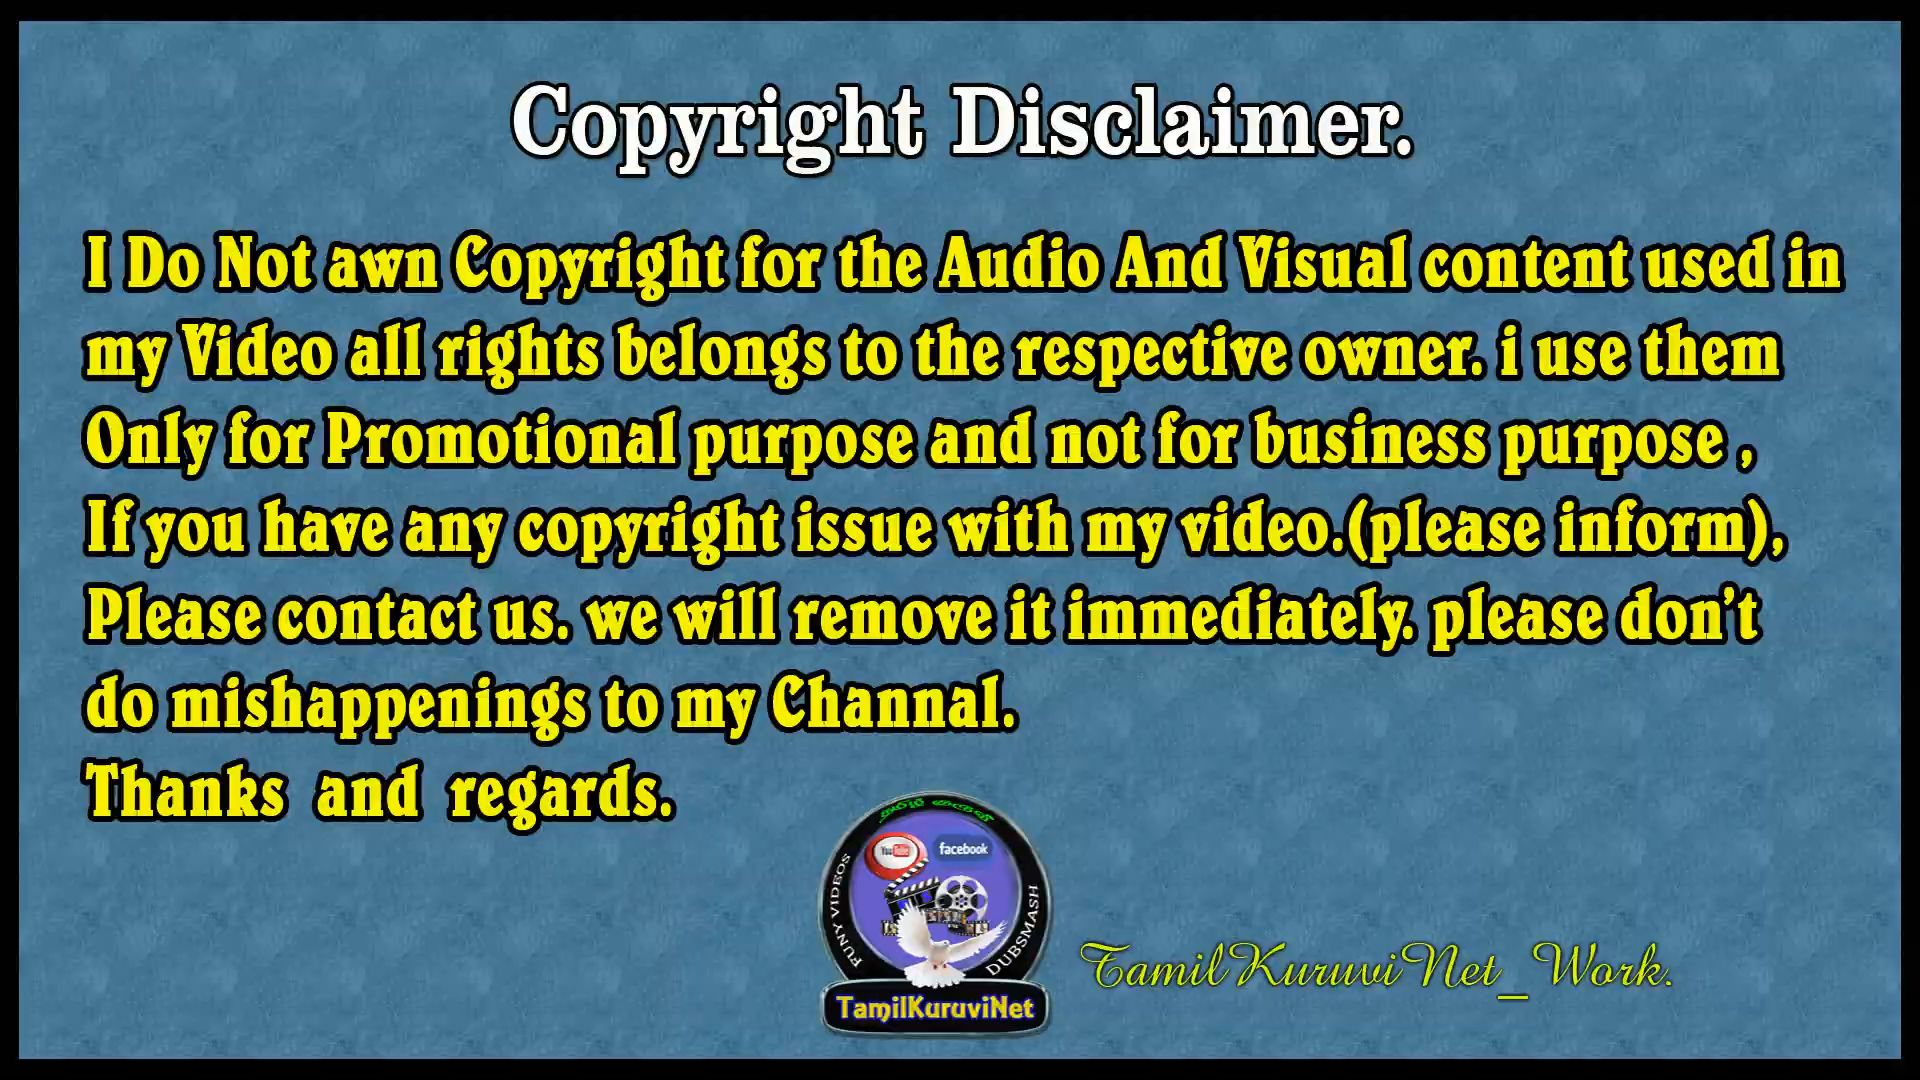 Copyright Disclaimer.
I Do Not awn Copyright for the Audio And Visual content used in
my Video all rights belongs to the respective owner. i use them
Only for Promotional purpose and not for business purpose ,
If you have any copyright issue with my video.(please inform),
Please contact us. we will remove it immediately. please don't
do mishappenings to my Channal.
Thanks and regards.
YouTube
facebook
FUNY VIDEOS
DUBSMASH
TamilKuruviNet
TamilKuruviNet_Work.